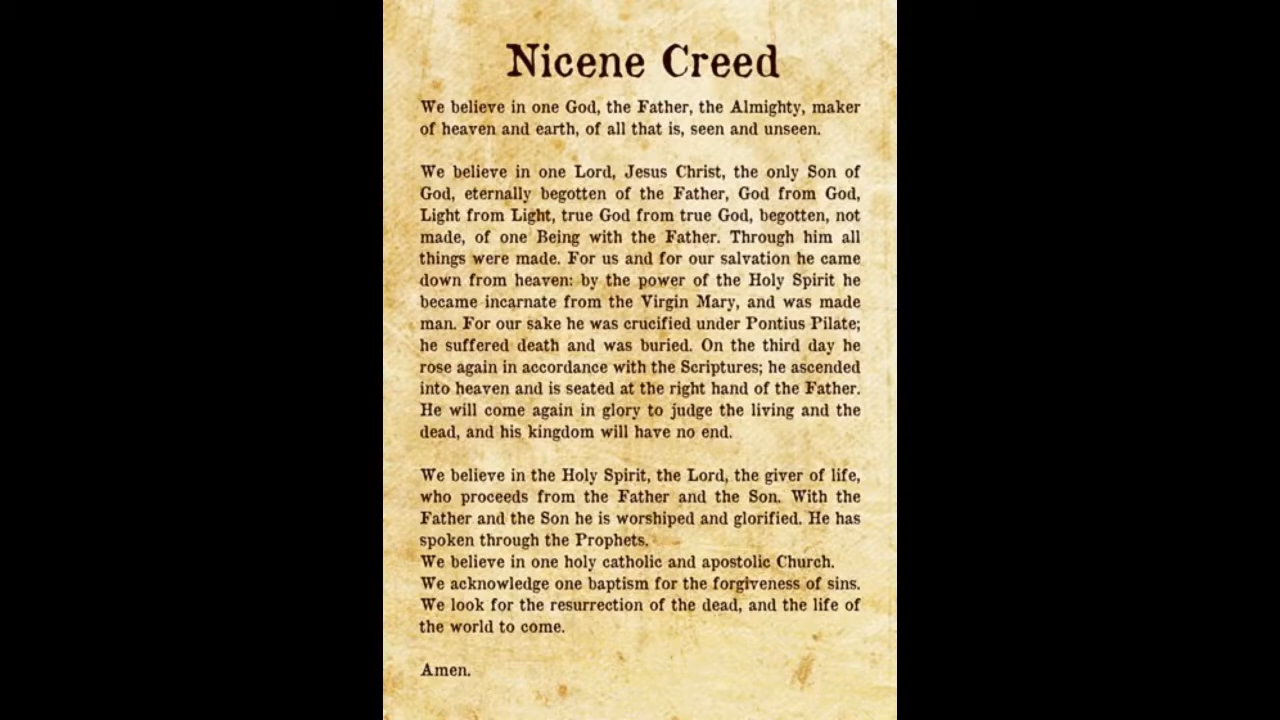 Nicene Creed
We believe in one God, the Father, the Almighty, maker
of heaven and earth, of all that is, seen and unseen.
We believe in one Lord, Jesus Christ, the only Son of
God, eternally begotten of the Father, God from God,
Light from Light, true God from true God, begotten, not
made, of one Being with the Father. Through him all
things were made. For us and for our salvation he came
down from heaven: by the power of the Holy Spirit he
became incarnate from the Virgin Mary, and was made
man. For our sake he was crucified under Pontius Pilate;
he suffered death and was buried. On the third day he
rose again in accordance with the Scriptures; he ascended
into heaven and is seated at the right hand of the Father.
He will come again in glory to judge the living and the
dead, and his kingdom will have no end.
We believe in the Holy Spirit, the Lord, the giver of life,
who proceeds from the Father and the Son. With the
Father and the Son he is worshiped and glorified. He has
spoken through the Prophets.
We believe in one holy catholic and apostolic Church.
We acknowledge one baptism for the forgiveness of sins.
We look for the resurrection of the dead, and the life of
the world to come.
Amen.